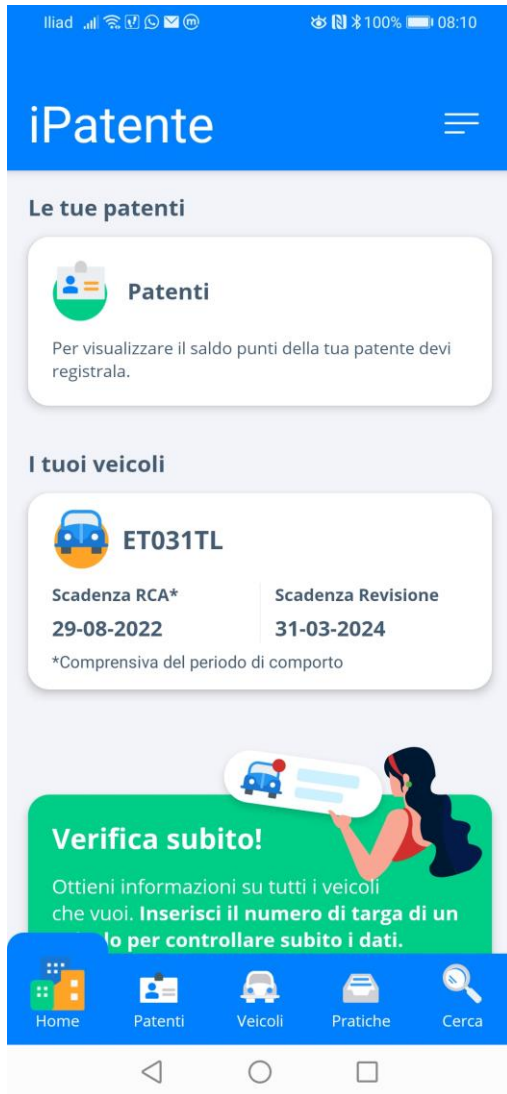 Iliad 100% 08:10
iPatente
Le tue patenti
Patenti
Per visualizzare il saldo punti della tua patente devi
registrala.
I tuoi veicoli
ET031TL
Scadenza RCA* Scadenza Revisione
29-08-2022 31-03-2024
*Comprensiva del periodo di comporto
Verifica subito!
Ottieni informazioni su tutti i veicoli
che vuoi. Inserisci il numero di targa di un
per controllare subito i dati.
Home Patenti Veicoli Pratiche Cerca